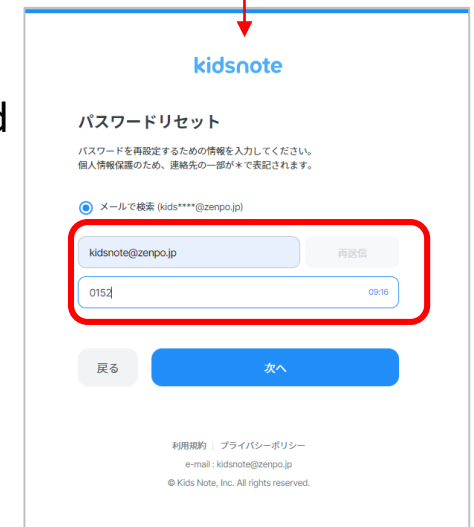 kidsnote
パスワードリセット
パスワードを再設定するための情報を入力してください。
個人情報保護のため、連絡先の一部が＊で表記されます。
メールで検索 (kids****@zenpo.jp)
kidsnote@zenpo.jp 再送信
0152 09:16
戻る 次へ
利用規約 | プライバシーポリシー
e-mail : kidsnote@zenpo.jp
© Kids Note, Inc. All rights reserved.